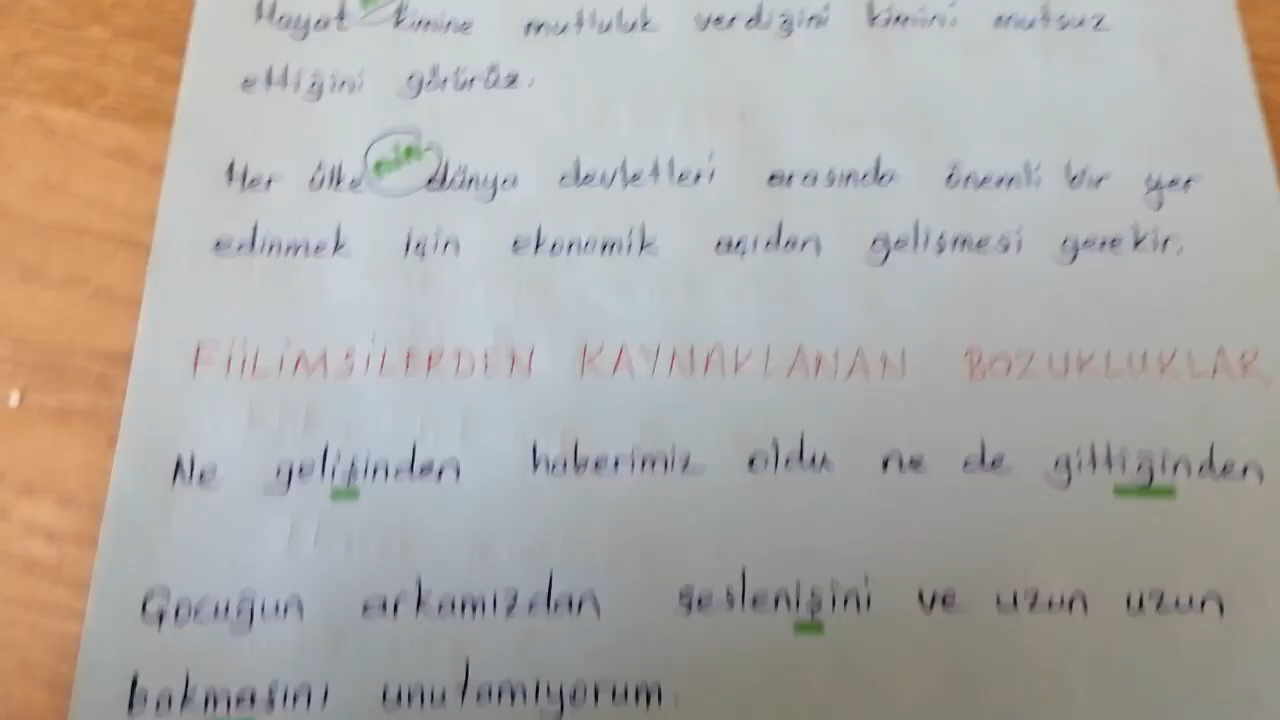 Hayat kimine mutluluk verdiğini kimini mutsuz
ettiğini görürüz.
Her ülke nin dünya devletleri arasında önemli bir yer
edinmek için ekonomik açıdan gelişmesi gerekir.
FİİLİMSİLERDEN KAYNAKLANAN BOZUKLUKLAR
Ne gelişinden haberimiz oldu ne de gittiğinden
Çocuğun arkamızdan seslenişini ve uzun uzun
bakmasını unutamıyorum.